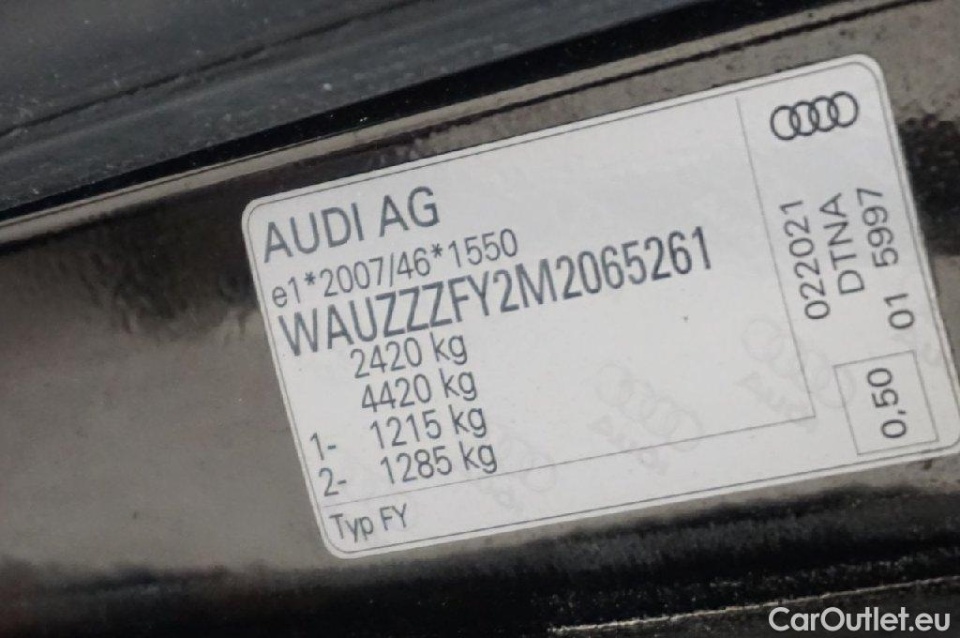 AUDI AG
e1*2007/46*1550
WAUZZZFY2M2065261
2420 kg
4420 kg
1- 1215 kg
2- 1285 kg
Typ FY
022021
DTNA
01 5997
0,50
CarOutlet.eu